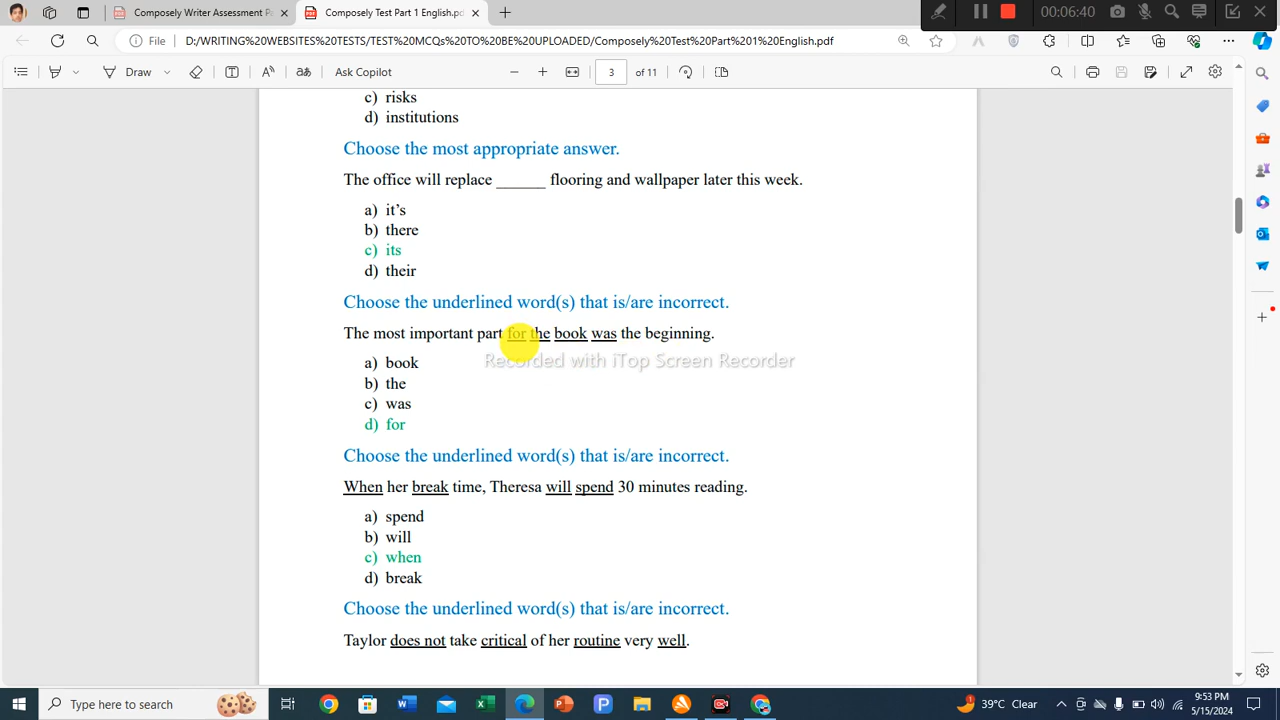 Composely Writer Assessment Pa
Composely Test Part 1 English.pd
00:06:40
File
D:/WRITING%20WEBSITES%20TESTS/TEST%20MCQs%20TO%20BE%20UPLOADED/Composely%20Test%20Part%201%20English.pdf
Draw
Ask Copilot
3 of 11
c) risks
d) institutions
Choose the most appropriate answer.
The office will replace ______ flooring and wallpaper later this week.
a) it’s
b) there
c) its
d) their
Choose the underlined word(s) that is/are incorrect.
The most important part for the book was the beginning.
Recorded with iTop Screen Recorder
a) book
b) the
c) was
d) for
Choose the underlined word(s) that is/are incorrect.
When her break time, Theresa will spend 30 minutes reading.
a) spend
b) will
c) when
d) break
Choose the underlined word(s) that is/are incorrect.
Taylor does not take critical of her routine very well.
Type here to search
39°C Clear
9:53 PM
5/15/2024